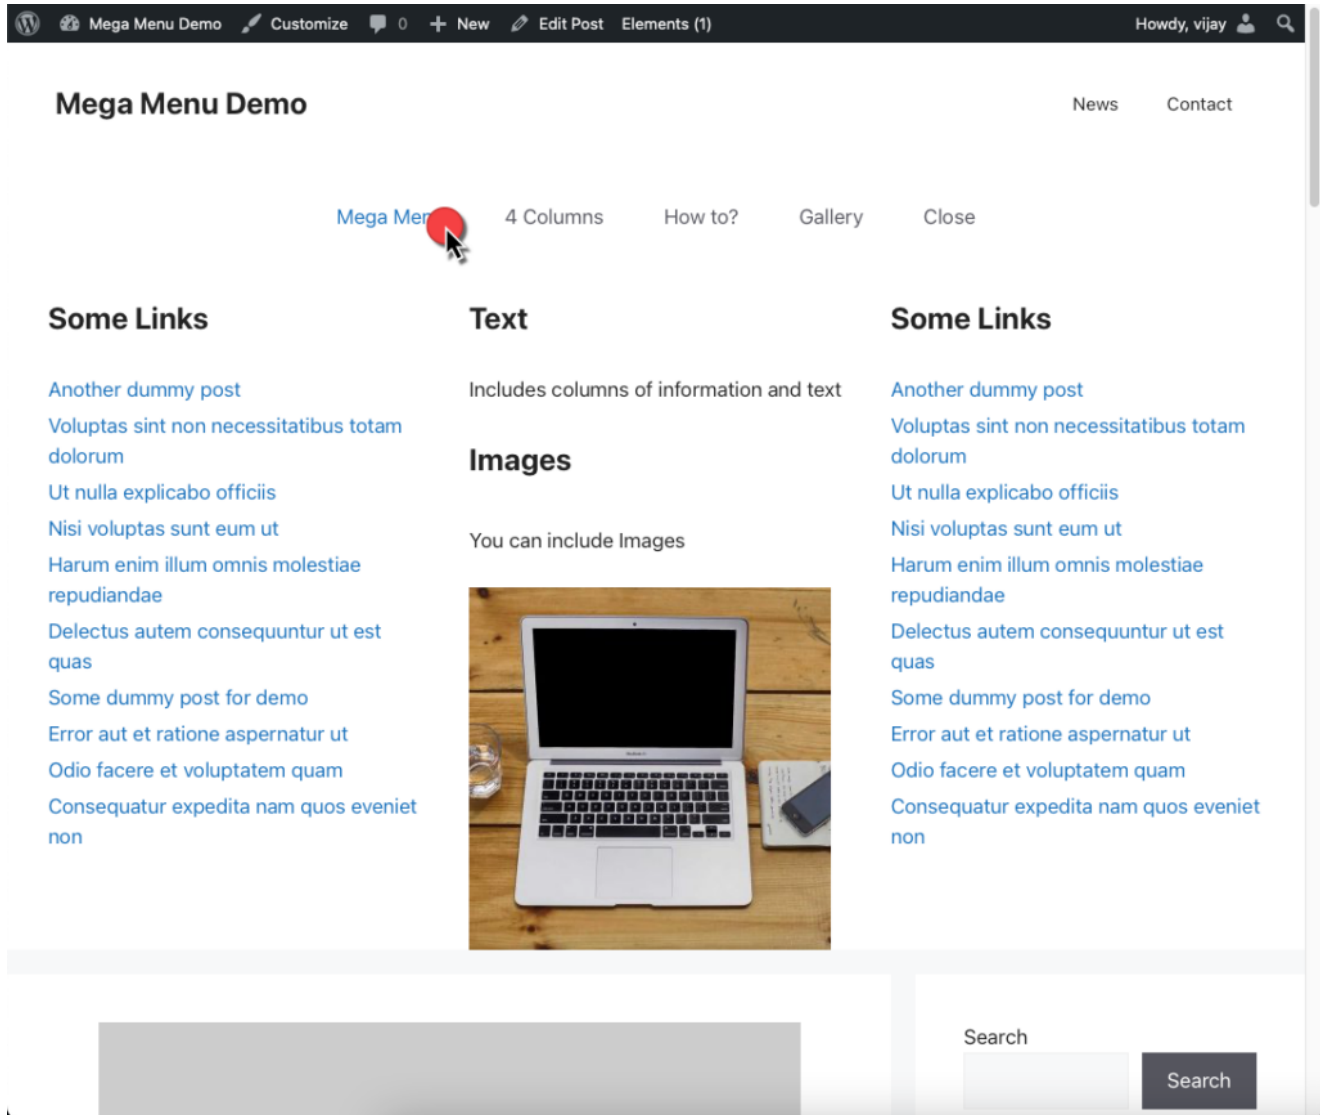 Mega Menu Demo Customize 0 New Edit Post Elements (1) Howdy, vijay
Mega Menu Demo
News Contact
Mega Men 4 Columns How to? Gallery Close
Some Links
Another dummy post
Voluptas sint non necessitatibus totam
dolorum
Ut nulla explicabo officiis
Nisi voluptas sunt eum ut
Harum enim illum omnis molestiae
repudiandae
Delectus autem consequuntur ut est
quas
Some dummy post for demo
Error aut et ratione aspernatur ut
Odio facere et voluptatem quam
Consequatur expedita nam quos eveniet
non
Text
Includes columns of information and text
Images
You can include Images
Some Links
Another dummy post
Voluptas sint non necessitatibus totam
dolorum
Ut nulla explicabo officiis
Nisi voluptas sunt eum ut
Harum enim illum omnis molestiae
repudiandae
Delectus autem consequuntur ut est
quas
Some dummy post for demo
Error aut et ratione aspernatur ut
Odio facere et voluptatem quam
Consequatur expedita nam quos eveniet
non
Search
Search